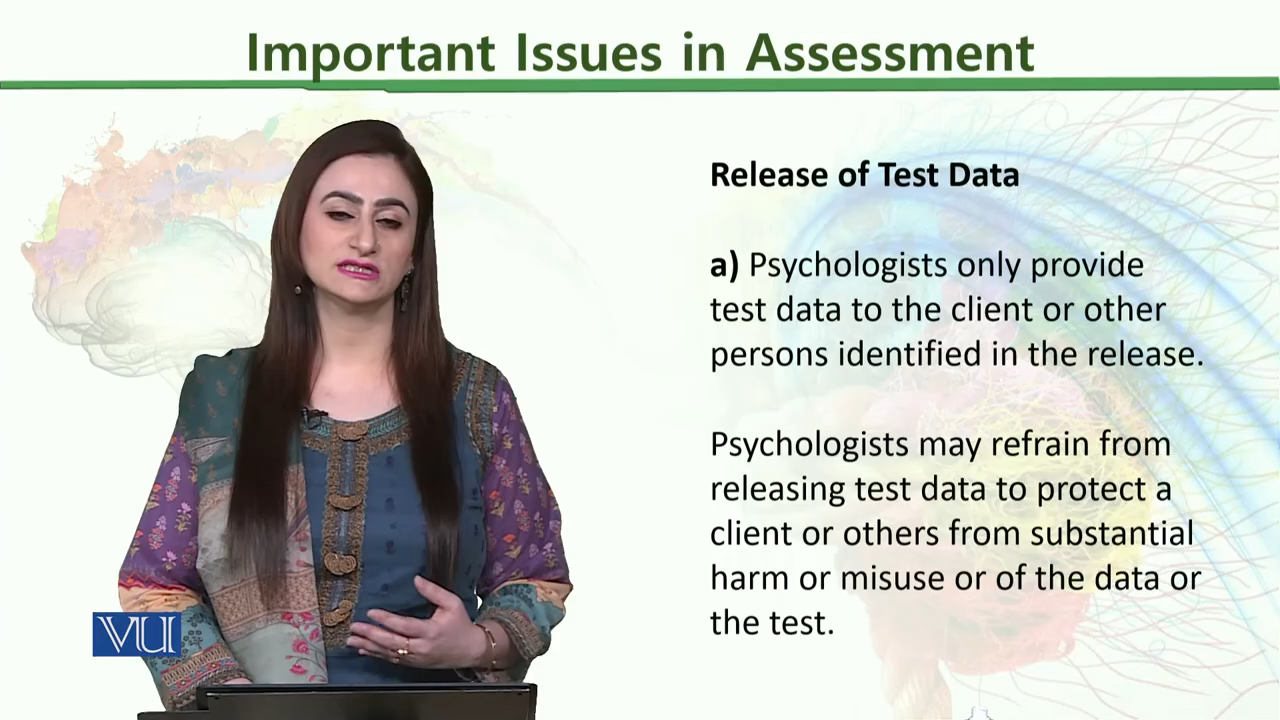 Important Issues in Assessment
Release of Test Data
a) Psychologists only provide
test data to the client or other
persons identified in the release.
Psychologists may refrain from
releasing test data to protect a
client or others from substantial
harm or misuse or of the data or
the test.
VU